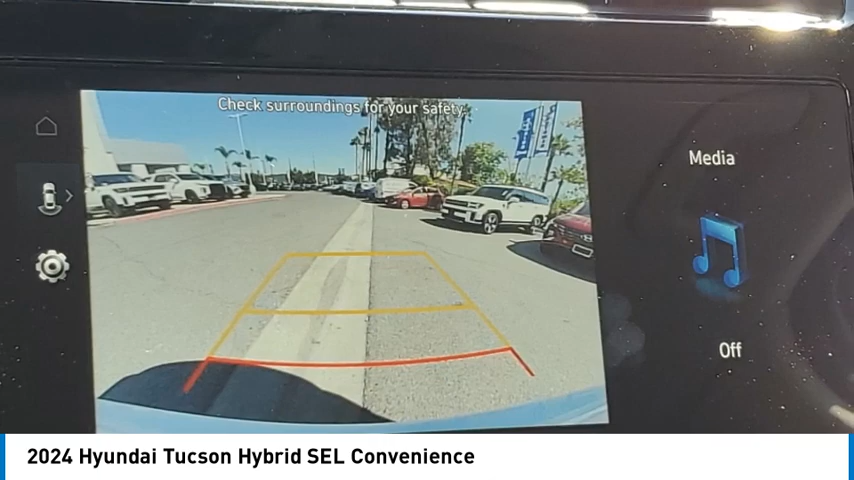 Check surroundings for your safety.
Media
Off
2024 Hyundai Tucson Hybrid SEL Convenience